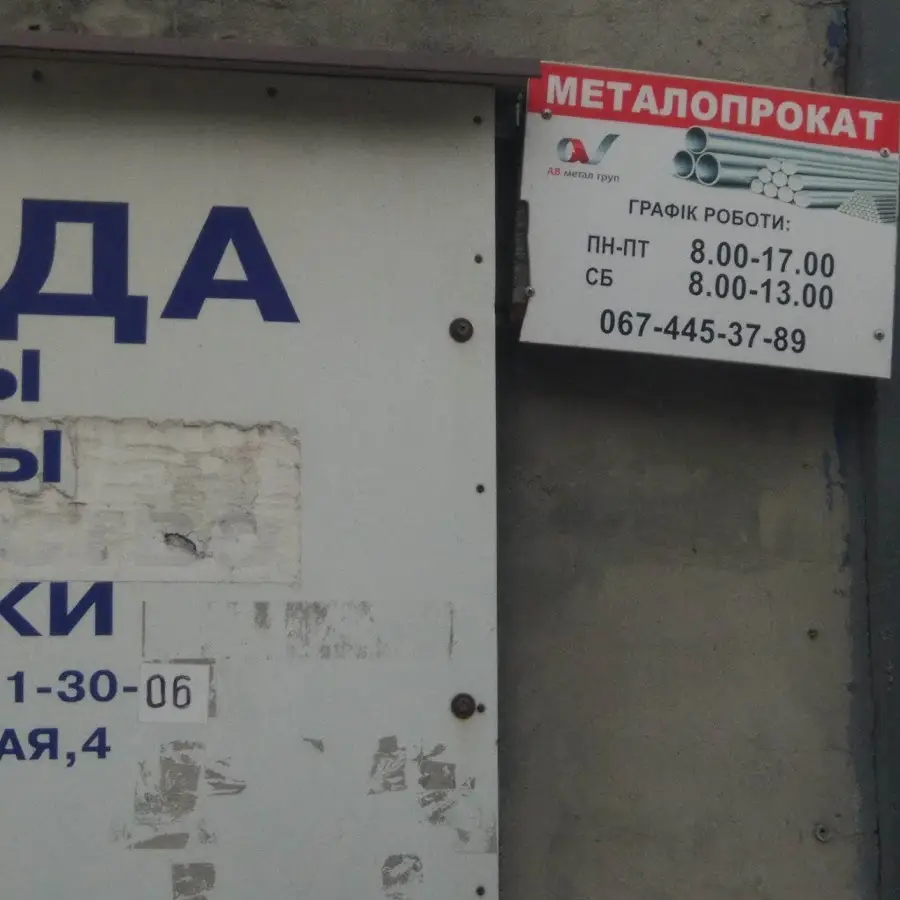 ДА
Ы
Ы
КИ
1-30-06
АЯ,4
МЕТАЛОПРОКАТ
АВ метал груп
ГРАФІК РОБОТИ:
ПН-ПТ 8.00-17.00
СБ 8.00-13.00
067-445-37-89